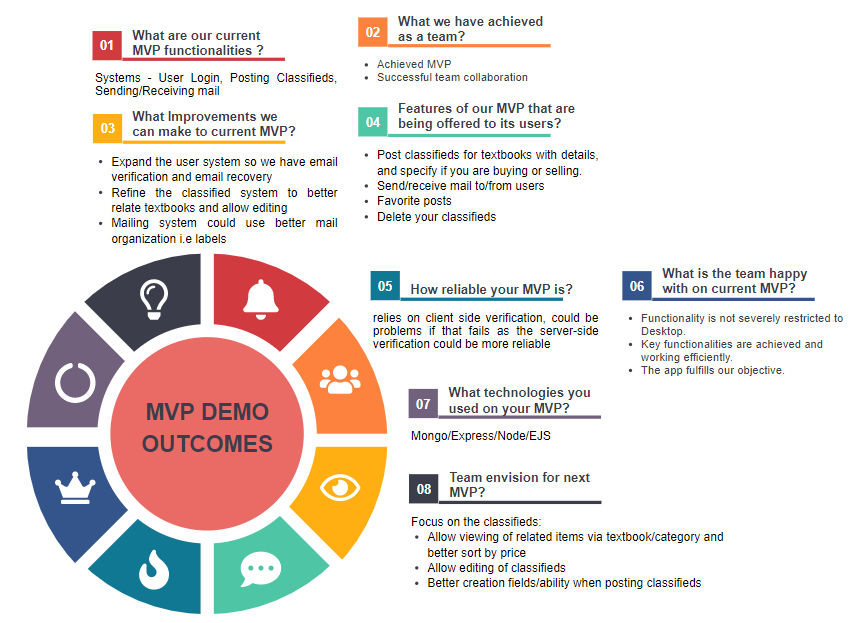 01
What are our current
MVP functionalities ?
Systems - User Login, Posting Classifieds,
Sending/Receiving mail
02
What we have achieved
as a team?
• Achieved MVP
• Successful team collaboration
03
What Improvements we
can make to current MVP?
• Expand the user system so we have email
verification and email recovery
• Refine the classified system to better
relate textbooks and allow editing
• Mailing system could use better mail
organization i.e labels
04
Features of our MVP that are
being offered to its users?
• Post classifieds for textbooks with details,
and specify if you are buying or selling.
• Send/receive mail to/from users
• Favorite posts
• Delete your classifieds
05
How reliable your MVP is?
relies on client side verification, could be
problems if that fails as the server-side
verification could be more reliable
06
What is the team happy
with on current MVP?
• Functionality is not severely restricted to
Desktop.
• Key functionalities are achieved and
working efficiently.
• The app fulfills our objective.
07
What technologies you
used on your MVP?
Mongo/Express/Node/EJS
08
Team envision for next
MVP?
Focus on the classifieds:
• Allow viewing of related items via textbook/category and
better sort by price
• Allow editing of classifieds
• Better creation fields/ability when posting classifieds
MVP DEMO
OUTCOMES